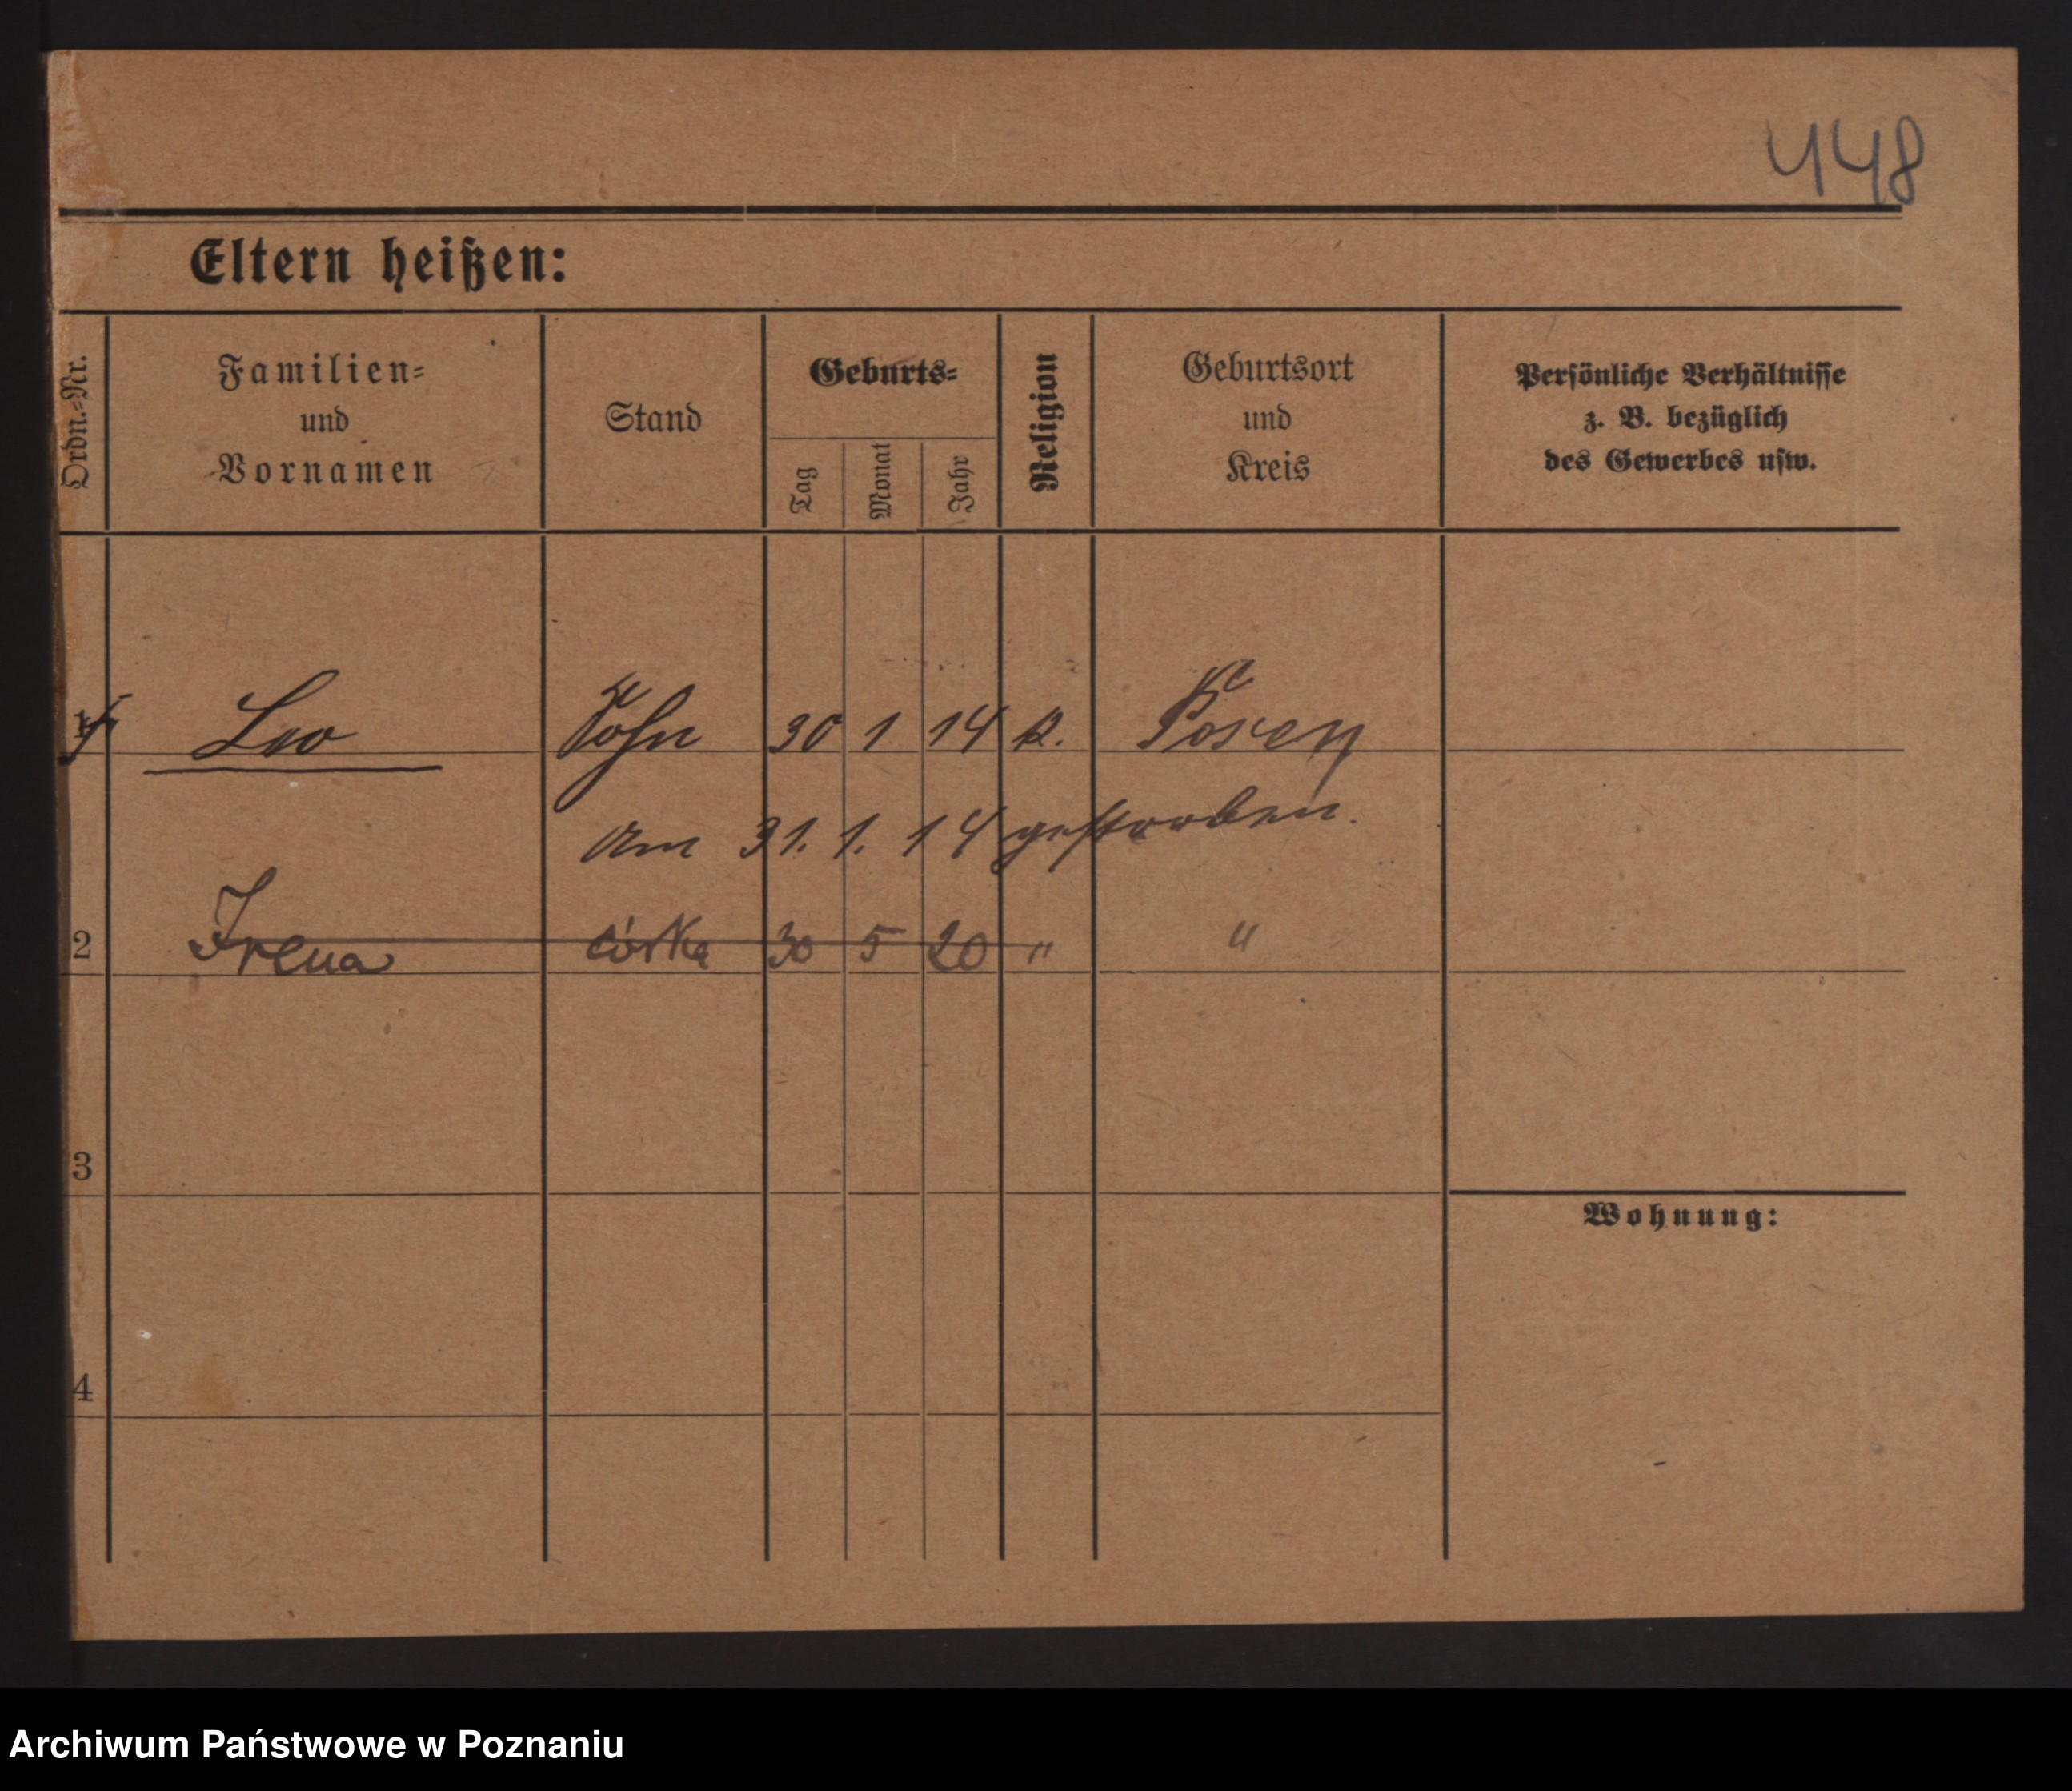 448
Eltern heißen:
Ordn.-Nr.
Familien-
und
Vornamen
Stand
Geburts-
Tag
Monat
Jahr
Religion
Geburtsort
und
Kreis
Persönliche Verhältnisse
z. B. bezüglich
des Gewerbes usw.
1 Leo Sohn 30 1 14 k. Posen
am 31. 1. 14 gestorben.
2 Irena córka 30 5 20 " "
3
Wohnung:
4
Archiwum Państwowe w Poznaniu